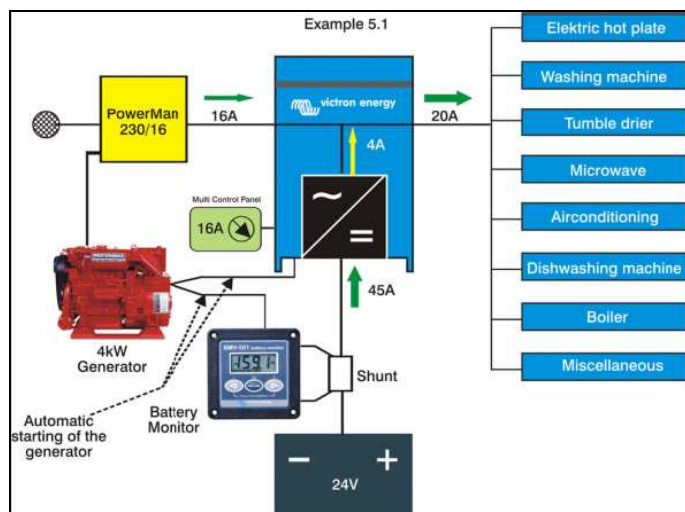 Example 5.1
Elektric hot plate
Washing machine
Tumble drier
Microwave
Airconditioning
Dishwashing machine
Boiler
Miscellaneous
PowerMan
230/16
16A
victron energy
20A
4A
Multi Control Panel
16A
45A
4kW
Generator
Automatic
starting of the
generator
Battery
Monitor
Shunt
24V